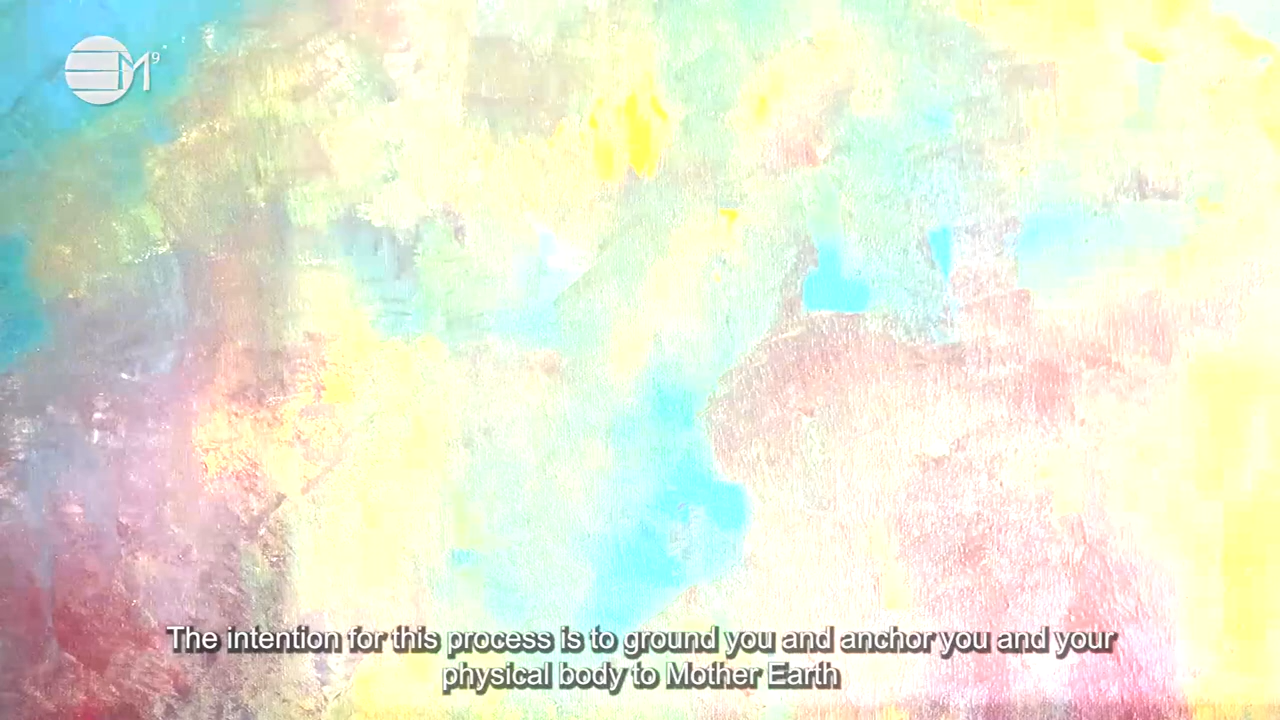 M9
The intention for this process is to ground you and anchor you and your
physical body to Mother Earth